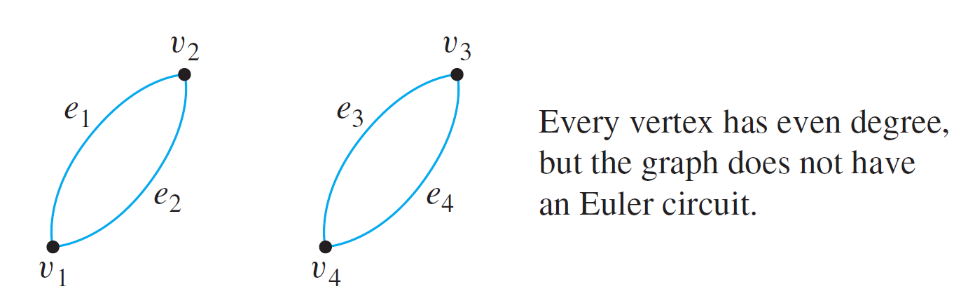 v2
v3
e1
e3
Every vertex has even degree,
but the graph does not have
an Euler circuit.
e2
e4
v1
v4